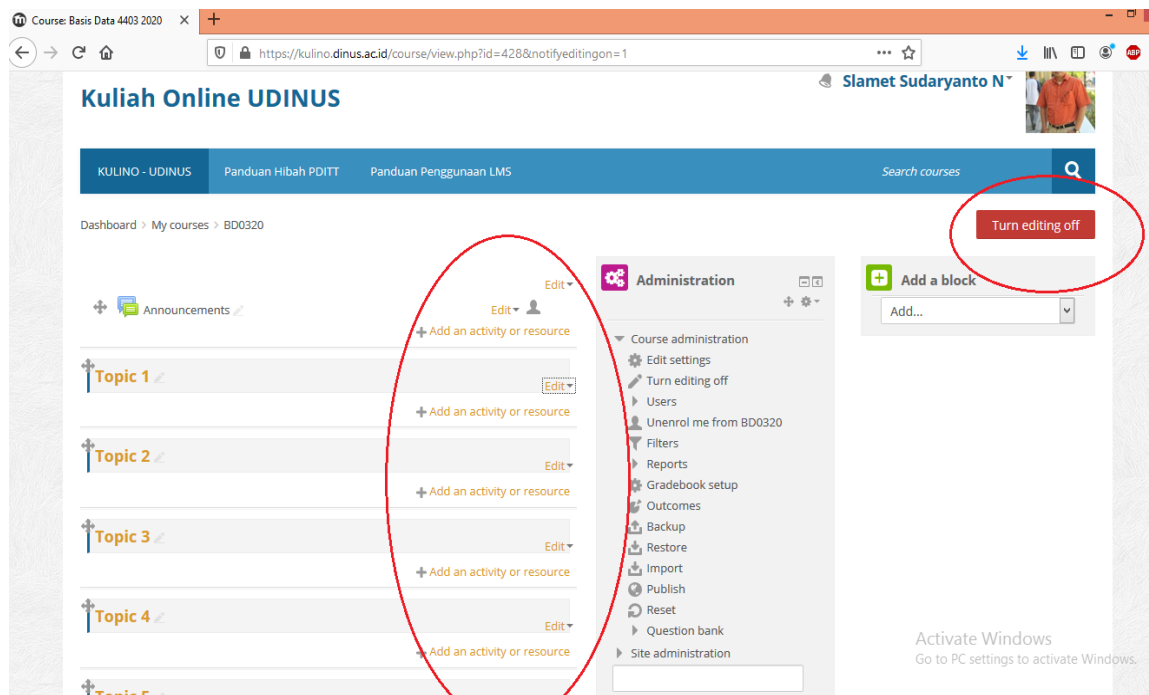 Course: Basis Data 4403 2020
https://kulino.dinus.ac.id/course/view.php?id=428&notifyeditingon=1
ABP
Kuliah Online UDINUS
Slamet Sudaryanto N
KULINO - UDINUS
Panduan Hibah PDITT
Panduan Penggunaan LMS
Search courses
Dashboard > My courses > BD0320
Turn editing off
Edit
Announcements
Edit
+ Add an activity or resource
Topic 1
Edit
+ Add an activity or resource
Topic 2
Edit
+ Add an activity or resource
Topic 3
Edit
+ Add an activity or resource
Topic 4
Edit
+ Add an activity or resource
Topic 5
Administration
Course administration
Edit settings
Turn editing off
Users
Unenrol me from BD0320
Filters
Reports
Gradebook setup
Outcomes
Backup
Restore
Import
Publish
Reset
Question bank
Site administration
Add a block
Add...
Activate Windows
Go to PC settings to activate Windows.